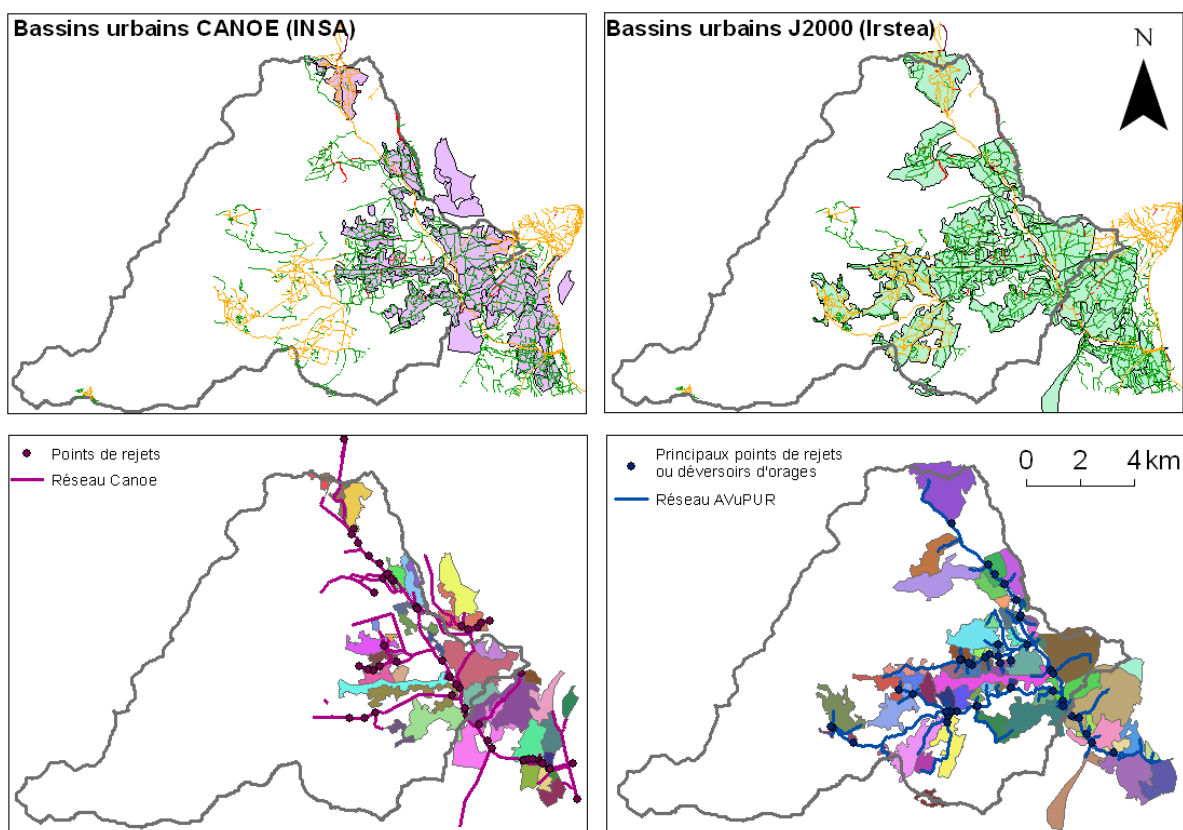 Bassins urbains CANOE (INSA)
Bassins urbains J2000 (Irstea)
N
Points de rejets
Réseau Canoe
Principaux points de rejets
ou déversoirs d'orages
Réseau AVuPUR
0 2 4 km